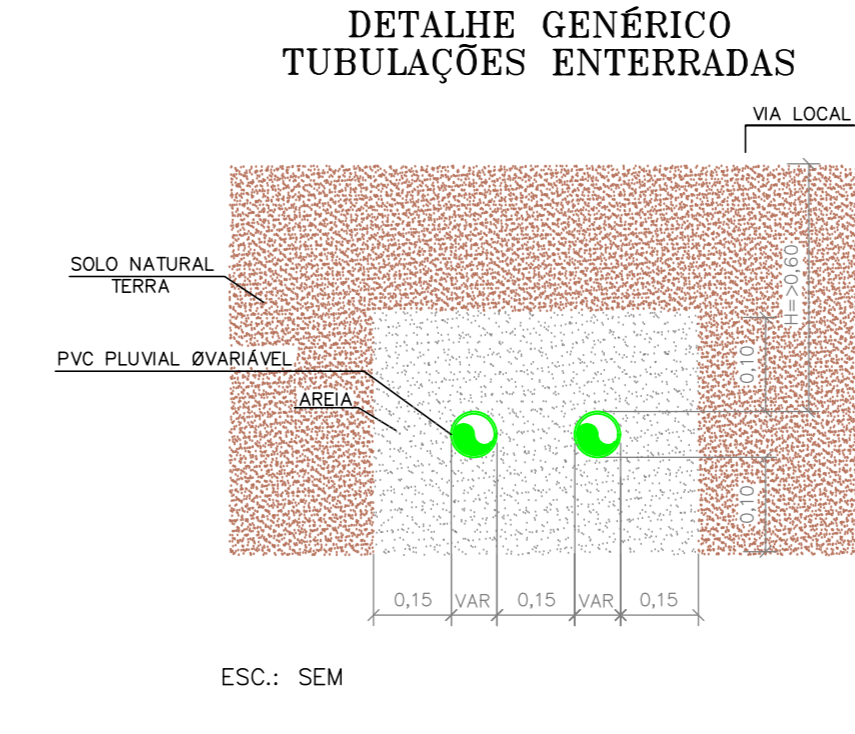 DETALHE GENÉRICO
TUBULAÇÕES ENTERRADAS
VIA LOCAL
SOLO NATURAL
TERRA
H=>0,60
0,10
PVC PLUVIAL ØVARIÁVEL
AREIA
0,10
0,15 VAR 0,15 VAR 0,15
ESC.: SEM